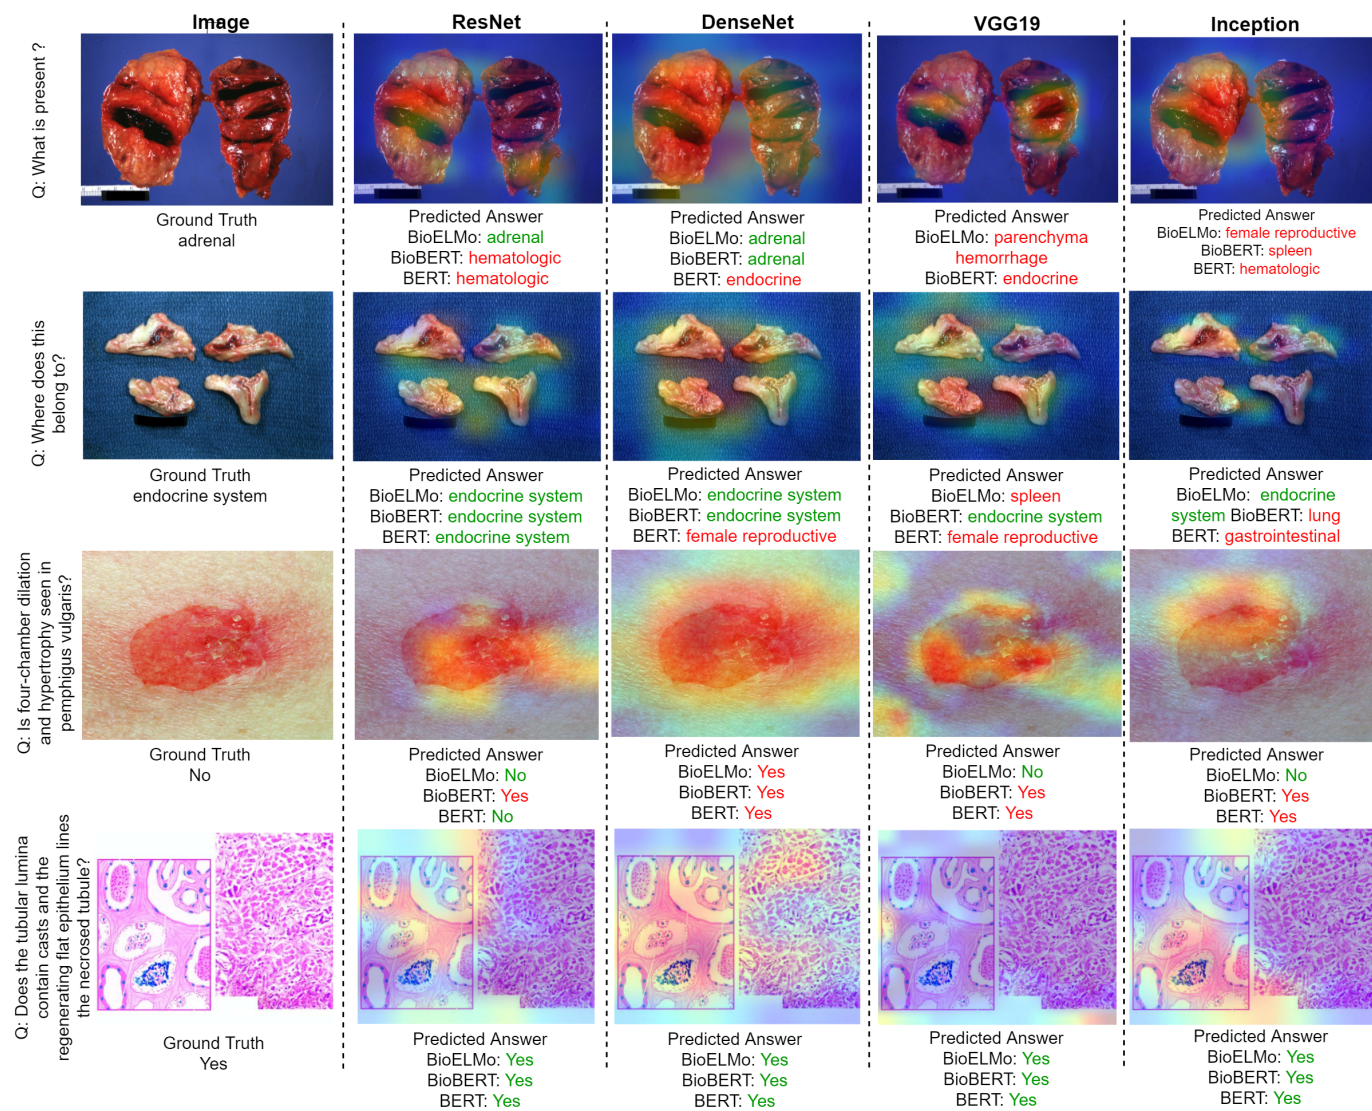 Image
ResNet
DenseNet
VGG19
Inception
Q: What is present ?
Ground Truth
adrenal
Predicted Answer
BioELMo: adrenal
BioBERT: hematologic
BERT: hematologic
Predicted Answer
BioELMo: adrenal
BioBERT: adrenal
BERT: endocrine
Predicted Answer
BioELMo: parenchyma
hemorrhage
BioBERT: endocrine
Predicted Answer
BioELMo: female reproductive
BioBERT: spleen
BERT: hematologic
Q: Where does this
belong to?
Ground Truth
endocrine system
Predicted Answer
BioELMo: endocrine system
BioBERT: endocrine system
BERT: endocrine system
Predicted Answer
BioELMo: endocrine system
BioBERT: endocrine system
BERT: female reproductive
Predicted Answer
BioELMo: spleen
BioBERT: endocrine system
BERT: female reproductive
Predicted Answer
BioELMo: endocrine
system BioBERT: lung
BERT: gastrointestinal
Q: Is four-chamber dilation
and hypertrophy seen in
pemphigus vulgaris?
Ground Truth
No
Predicted Answer
BioELMo: No
BioBERT: Yes
BERT: No
Predicted Answer
BioELMo: Yes
BioBERT: Yes
BERT: Yes
Predicted Answer
BioELMo: No
BioBERT: Yes
BERT: Yes
Predicted Answer
BioELMo: No
BioBERT: Yes
BERT: Yes
Q: Does the tubular lumina
contain casts and the
regenerating flat epithelium lines
the necrosed tubule?
Ground Truth
Yes
Predicted Answer
BioELMo: Yes
BioBERT: Yes
BERT: Yes
Predicted Answer
BioELMo: Yes
BioBERT: Yes
BERT: Yes
Predicted Answer
BioELMo: Yes
BioBERT: Yes
BERT: Yes
Predicted Answer
BioELMo: Yes
BioBERT: Yes
BERT: Yes